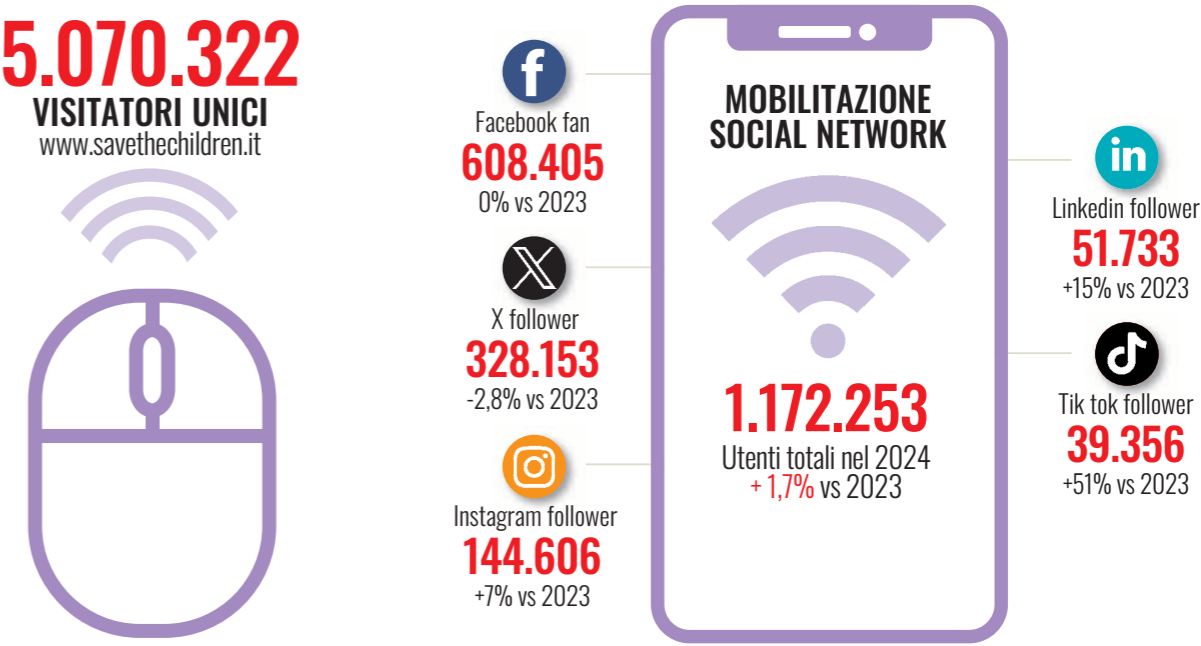 5.070.322
VISITATORI UNICI
www.savethechildren.it
f
Facebook fan
608.405
0% vs 2023
X
X follower
328.153
-2,8% vs 2023
Instagram follower
144.606
+7% vs 2023
MOBILITAZIONE
SOCIAL NETWORK
1.172.253
Utenti totali nel 2024
+ 1,7% vs 2023
in
Linkedin follower
51.733
+15% vs 2023
Tik tok follower
39.356
+51% vs 2023